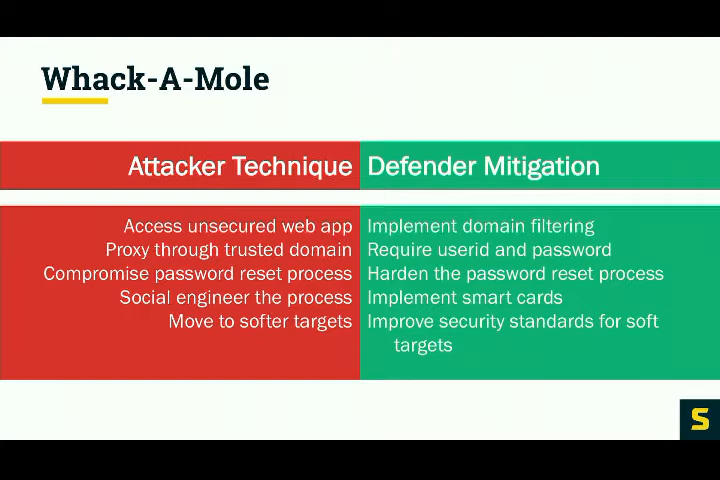 Whack-A-Mole
Attacker Technique
Defender Mitigation
Access unsecured web app
Proxy through trusted domain
Compromise password reset process
Social engineer the process
Move to softer targets
Implement domain filtering
Require userid and password
Harden the password reset process
Implement smart cards
Improve security standards for soft
targets
S